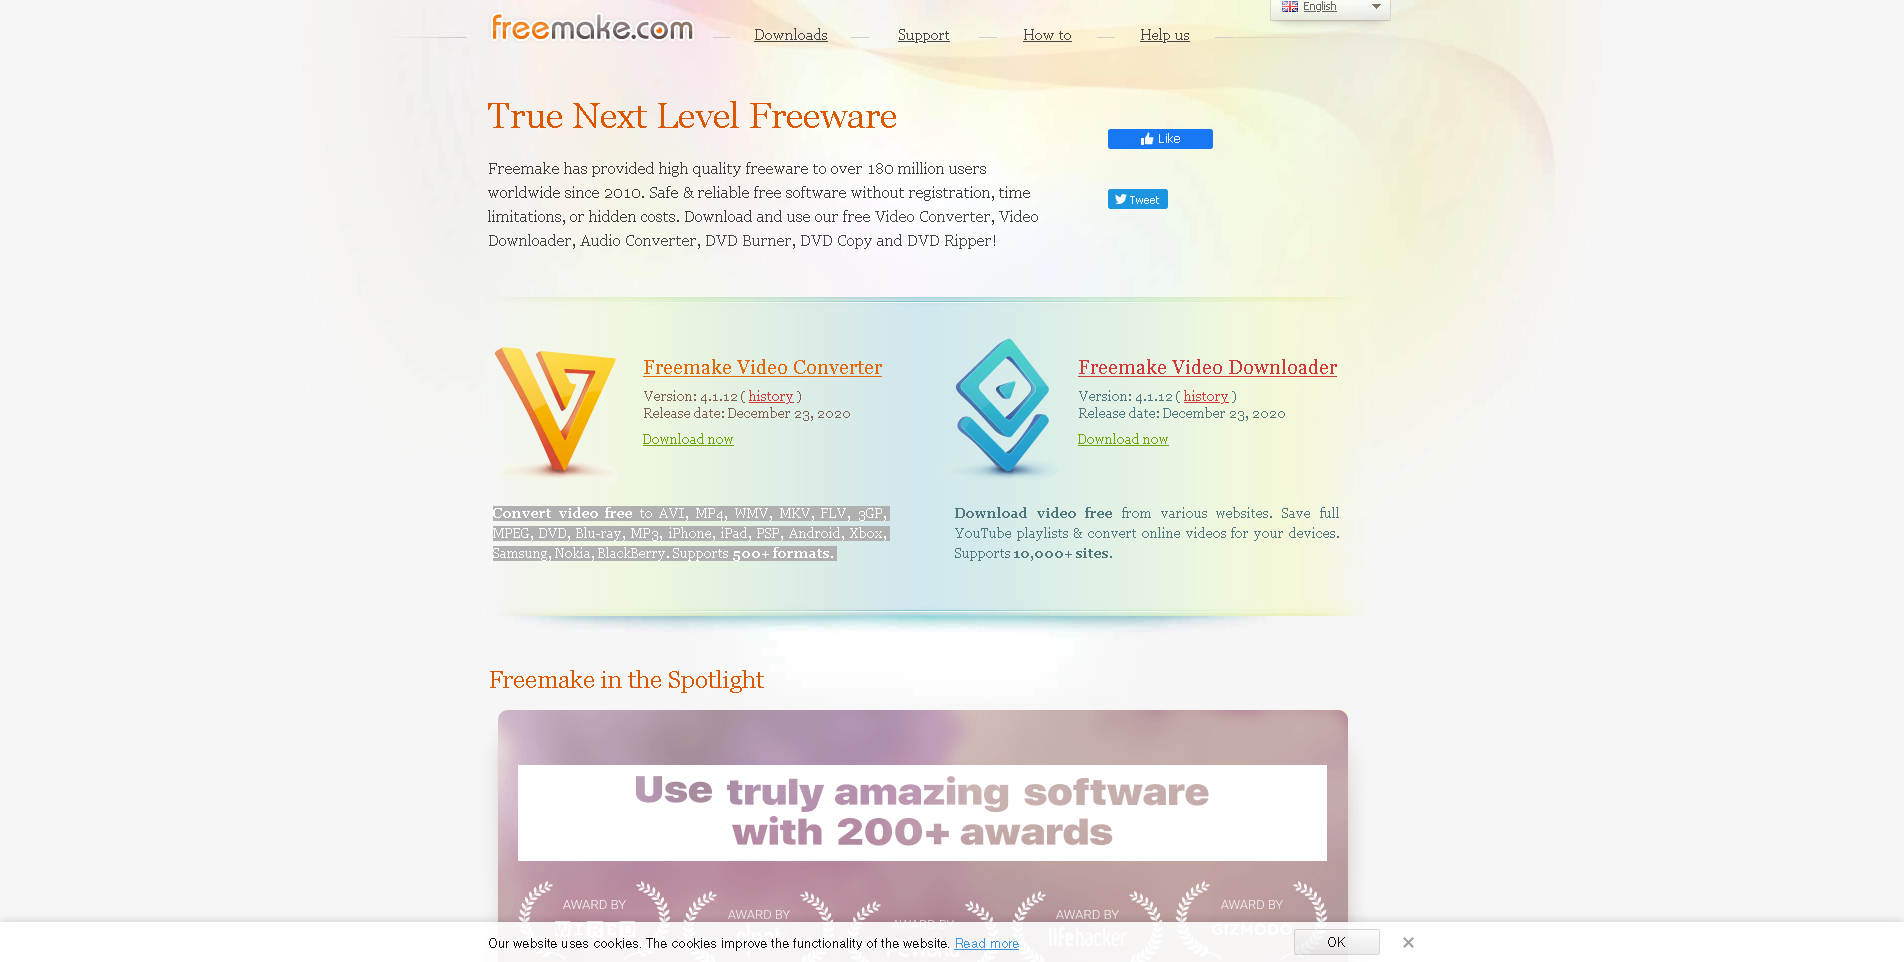 English
freemake.com
Downloads
Support
How to
Help us
True Next Level Freeware
Like
Freemake has provided high quality freeware to over 180 million users
worldwide since 2010. Safe & reliable free software without registration, time
limitations, or hidden costs. Download and use our free Video Converter, Video
Downloader, Audio Converter, DVD Burner, DVD Copy and DVD Ripper!
Tweet
Freemake Video Converter
Version: 4.1.12 ( history )
Release date: December 23, 2020
Download now
Convert video free to AVI, MP4, WMV, MKV, FLV, 3GP,
MPEG, DVD, Blu-ray, MP3, iPhone, iPad, PSP, Android, Xbox,
Samsung, Nokia, BlackBerry. Supports 500+ formats.
Freemake Video Downloader
Version: 4.1.12 ( history )
Release date: December 23, 2020
Download now
Download video free from various websites. Save full
YouTube playlists & convert online videos for your devices.
Supports 10,000+ sites.
Freemake in the Spotlight
Use truly amazing software
with 200+ awards
AWARD BY
WIRED
AWARD BY
cnet
AWARD BY
PCWorld
AWARD BY
lifehacker
AWARD BY
GIZMODO
Our website uses cookies. The cookies improve the functionality of the website. Read more
OK